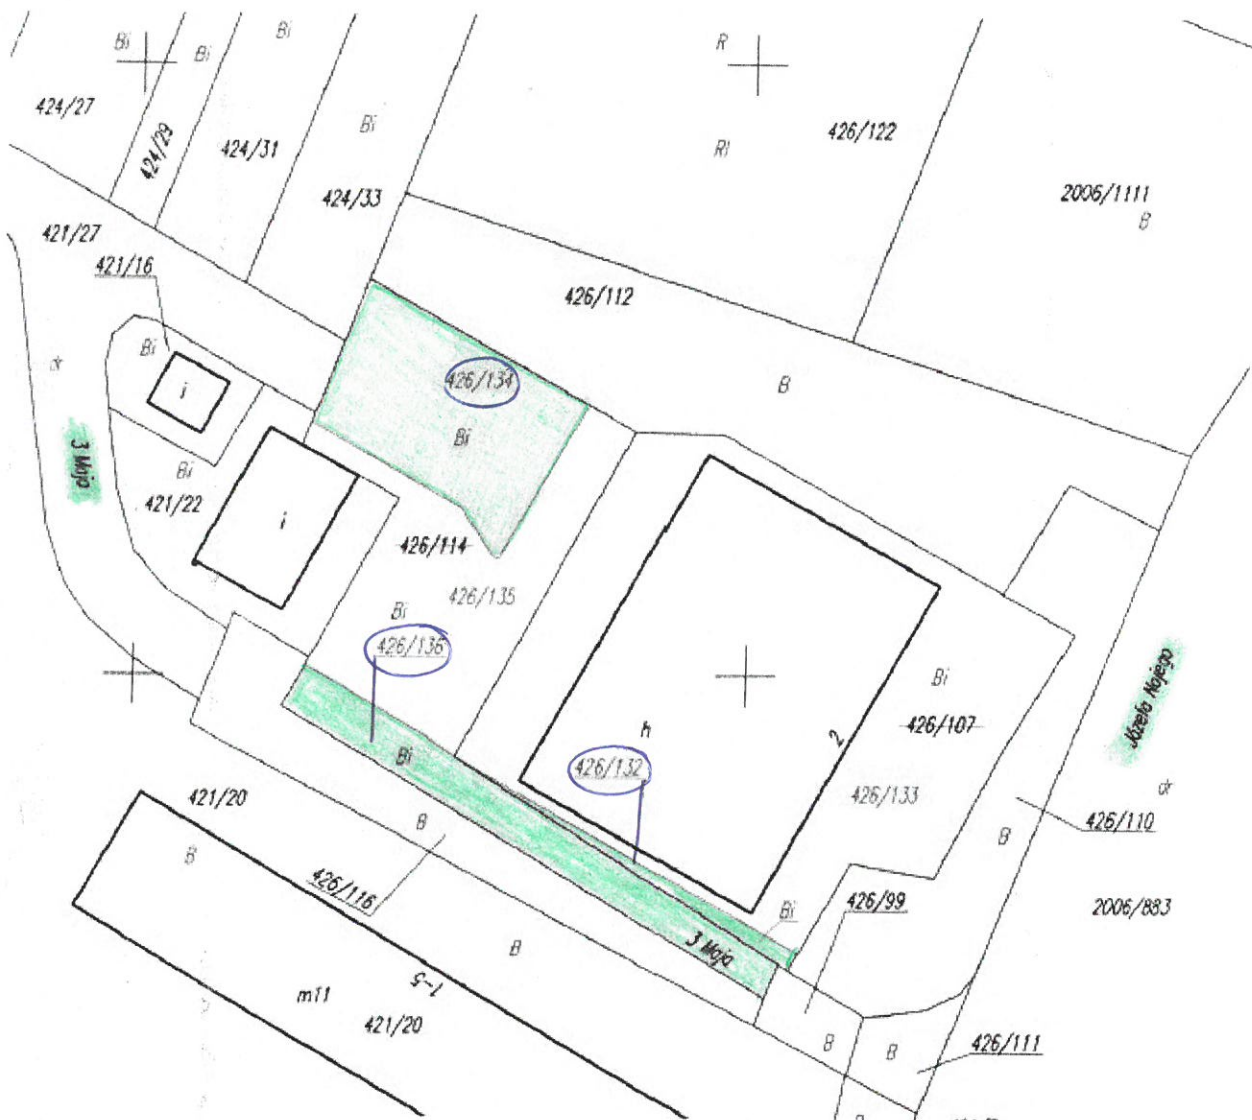 Bi
Bi
Bi
R
424/27
424/29
424/31
Bi
424/33
426/122
Rl
2006/1111
B
421/27
421/16
426/112
Bi
i
dr
426/134
Bi
B
3 Maja
Bi
421/22
i
426/114
426/135
Bi
426/136
Bi
h
426/132
2
Bi
426/107
426/133
Józefa Nojego
dr
426/110
B
421/20
B
B
426/116
Bi
426/99
2006/883
3 Maja
B
1-5
m11
421/20
B
B
426/111